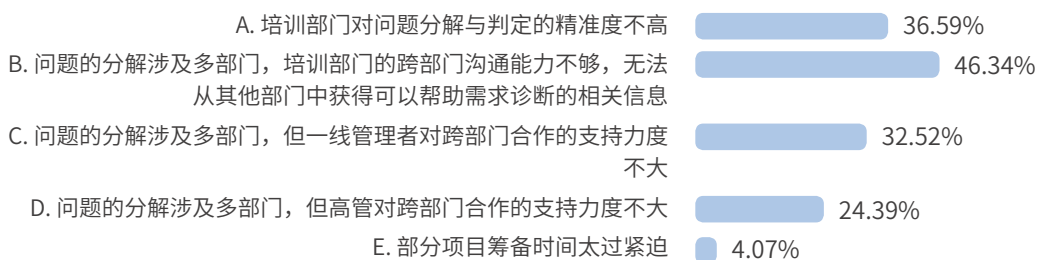 A. 培训部门对问题分解与判定的精准度不高 36.59%
B. 问题的分解涉及多部门，培训部门的跨部门沟通能力不够，无法 46.34%
从其他部门中获得可以帮助需求诊断的相关信息
C. 问题的分解涉及多部门，但一线管理者对跨部门合作的支持力度 32.52%
不大
D. 问题的分解涉及多部门，但高管对跨部门合作的支持力度不大 24.39%
E. 部分项目筹备时间太过紧迫 4.07%